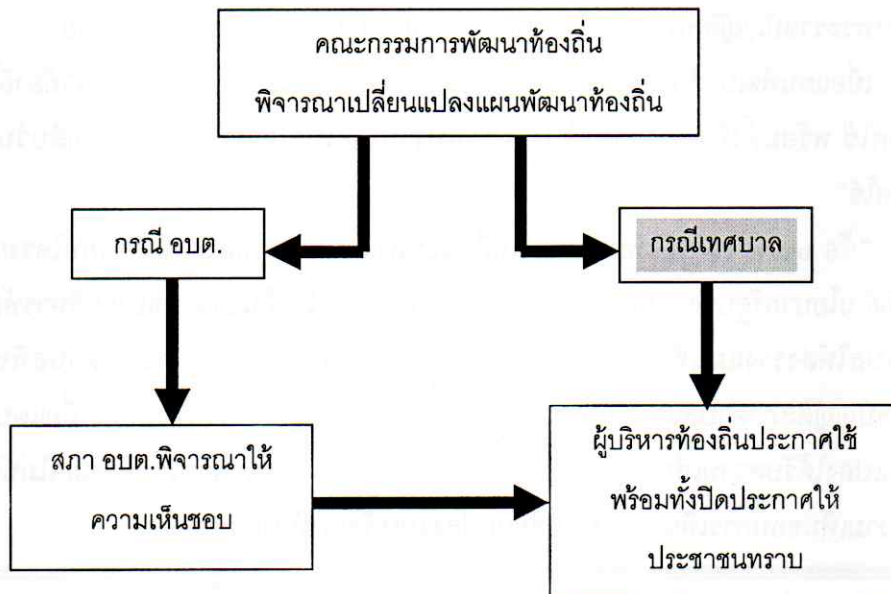 คณะกรรมการพัฒนาท้องถิ่น
พิจารณาเปลี่ยนแปลงแผนพัฒนาท้องถิ่น
กรณี อบต.
กรณีเทศบาล
สภา อบต.พิจารณาให้
ความเห็นชอบ
ผู้บริหารท้องถิ่นประกาศใช้
พร้อมทั้งปิดประกาศให้
ประชาชนทราบ